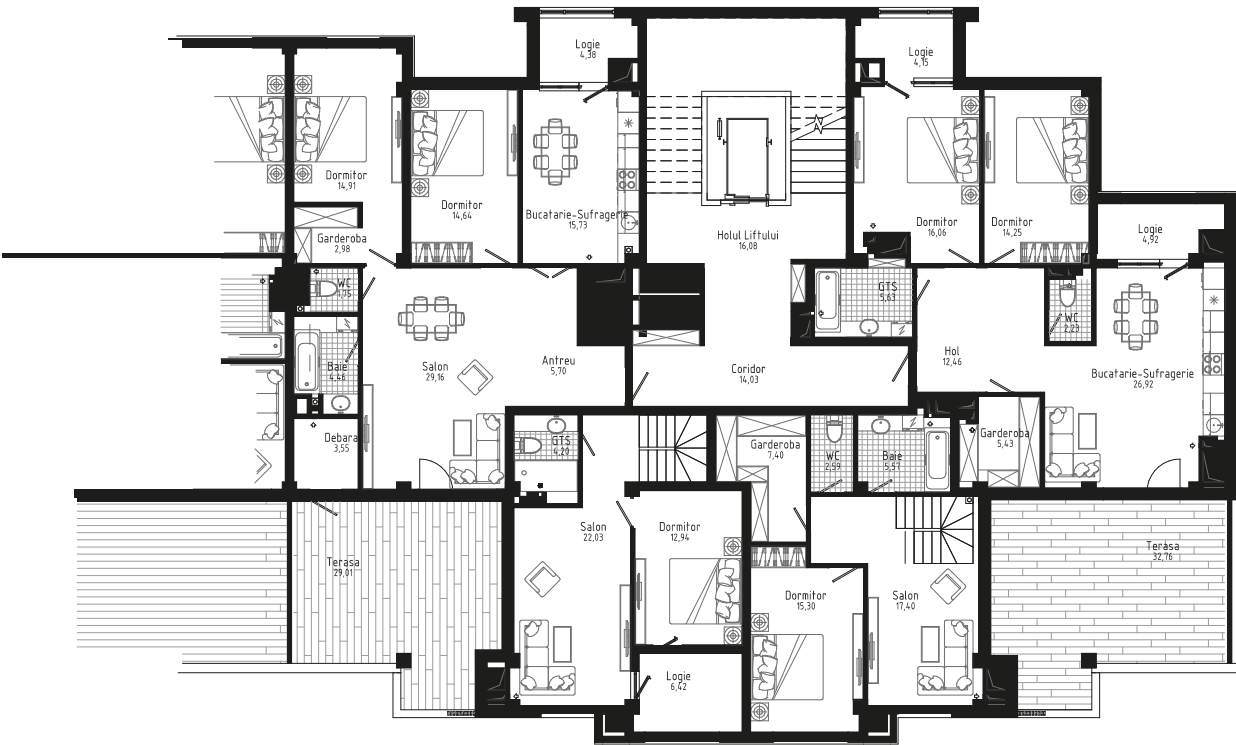 Logie
4,38
Logie
4,15
Dormitor
14,91
Dormitor
14,64
Bucatarie-Sufragerie
15,73
Holul Liftului
16,08
Dormitor
16,06
Dormitor
14,25
Logie
4,92
Garderoba
2,98
WC
1,75
GTS
5,63
WC
2,23
Baie
4,46
Salon
29,16
Antreu
5,70
Coridor
14,03
Hol
12,46
Bucatarie-Sufragerie
26,92
Debara
3,55
GTS
4,20
Garderoba
7,40
WC
2,59
Baie
5,57
Garderoba
5,43
Salon
22,03
Dormitor
12,94
Terasa
29,01
Terasa
32,76
Dormitor
15,30
Salon
17,40
Logie
6,42